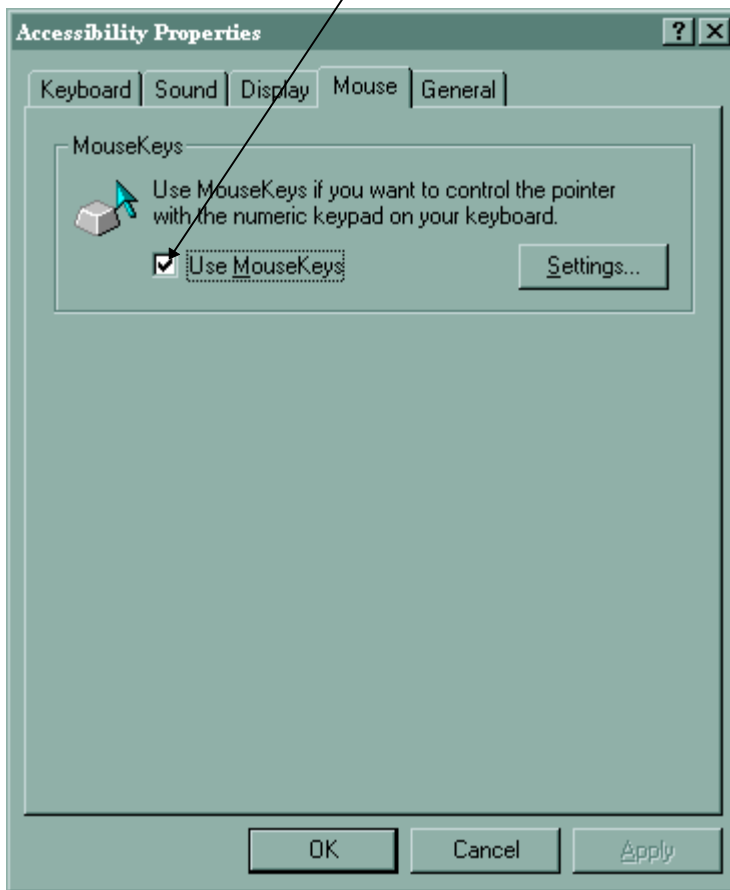 Accessibility Properties
? X
Keyboard Sound Display Mouse General
MouseKeys
Use MouseKeys if you want to control the pointer
with the numeric keypad on your keyboard.
Use MouseKeys Settings...
OK Cancel Apply